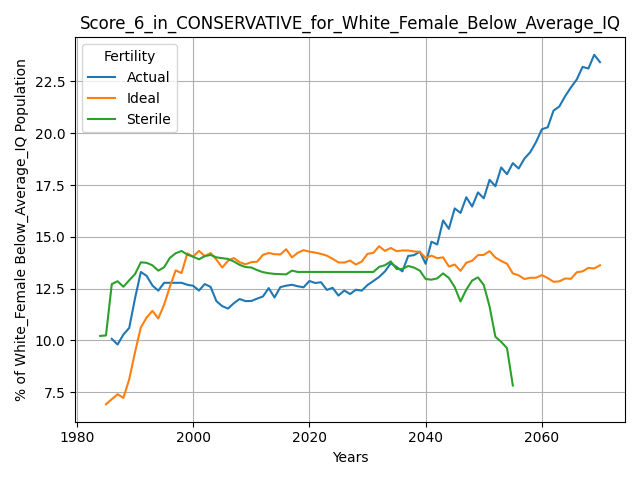 Score_6_in_CONSERVATIVE_for_White_Female_Below_Average_IQ
Fertility
Actual
Ideal
Sterile
% of White_Female Below_Average_IQ Population
22.5
20.0
17.5
15.0
12.5
10.0
7.5
1980
2000
2020
2040
2060
Years